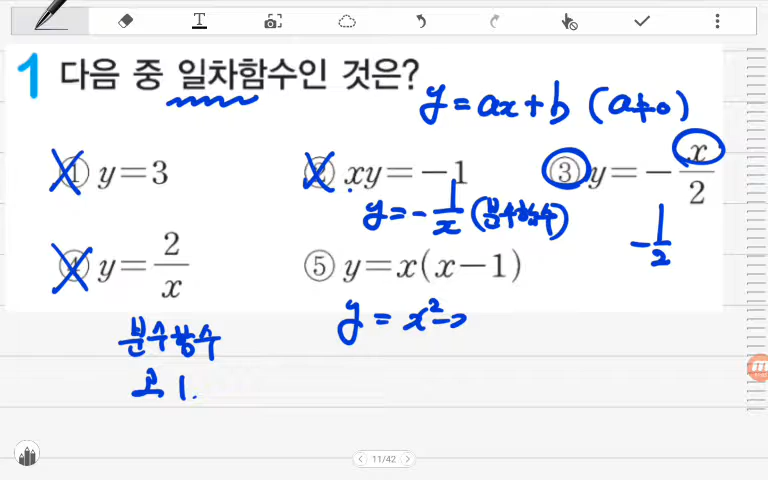 T
1 다음 중 일차함수인 것은?
y=ax+b (a≠0)
① y=3
② xy=-1
③ y=-x/2
y=-1/x (분수함수)
-1/2
④ y=2/x
⑤ y=x(x-1)
분수함수
고1.
y=x²-x
11/42